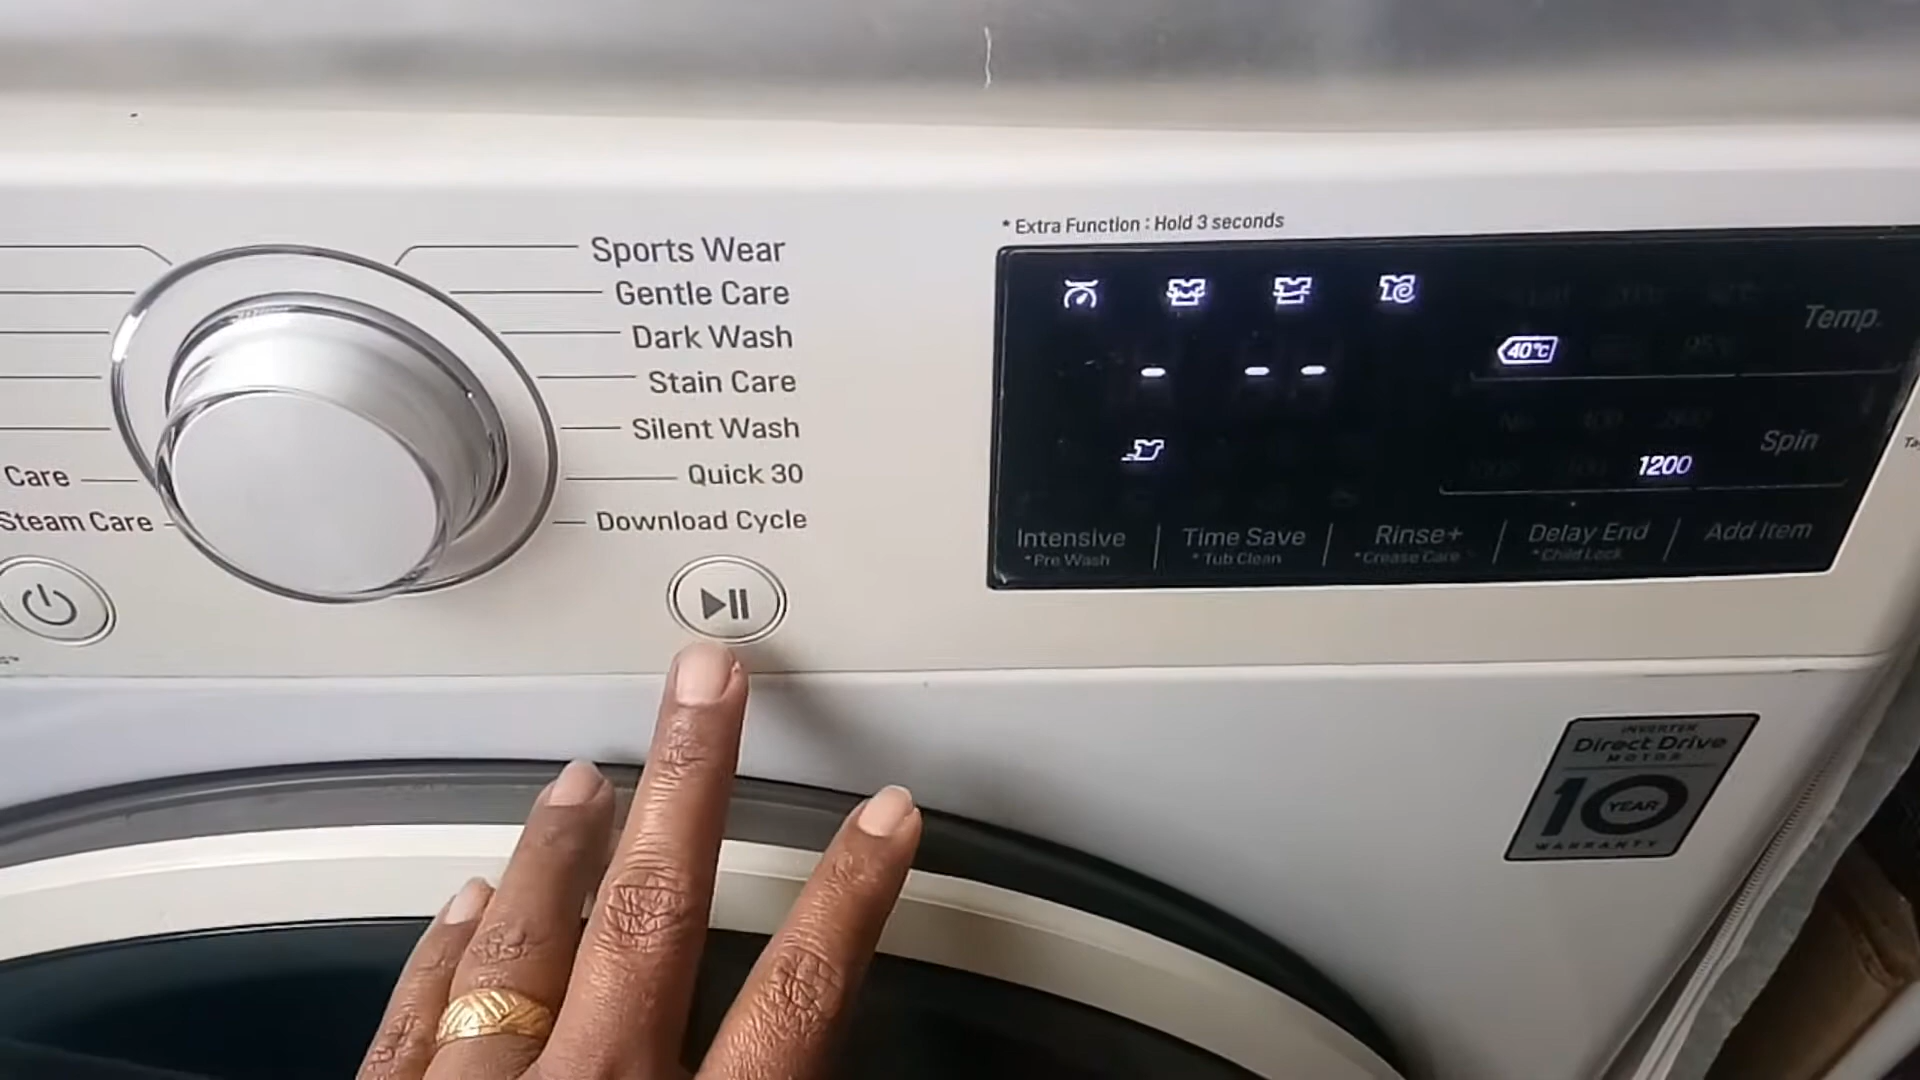 * Extra Function : Hold 3 seconds
Sports Wear
Gentle Care
Dark Wash
Stain Care
Silent Wash
Quick 30
Download Cycle
Care
Steam Care
Temp.
40°C
95°C
Spin
1200
- --
Intensive
* Pre Wash
Time Save
* Tub Clean
Rinse+
* Crease Care
Delay End
* Child Lock
Add Item
INVERTER
Direct Drive
MOTOR
10 YEAR
WARRANTY